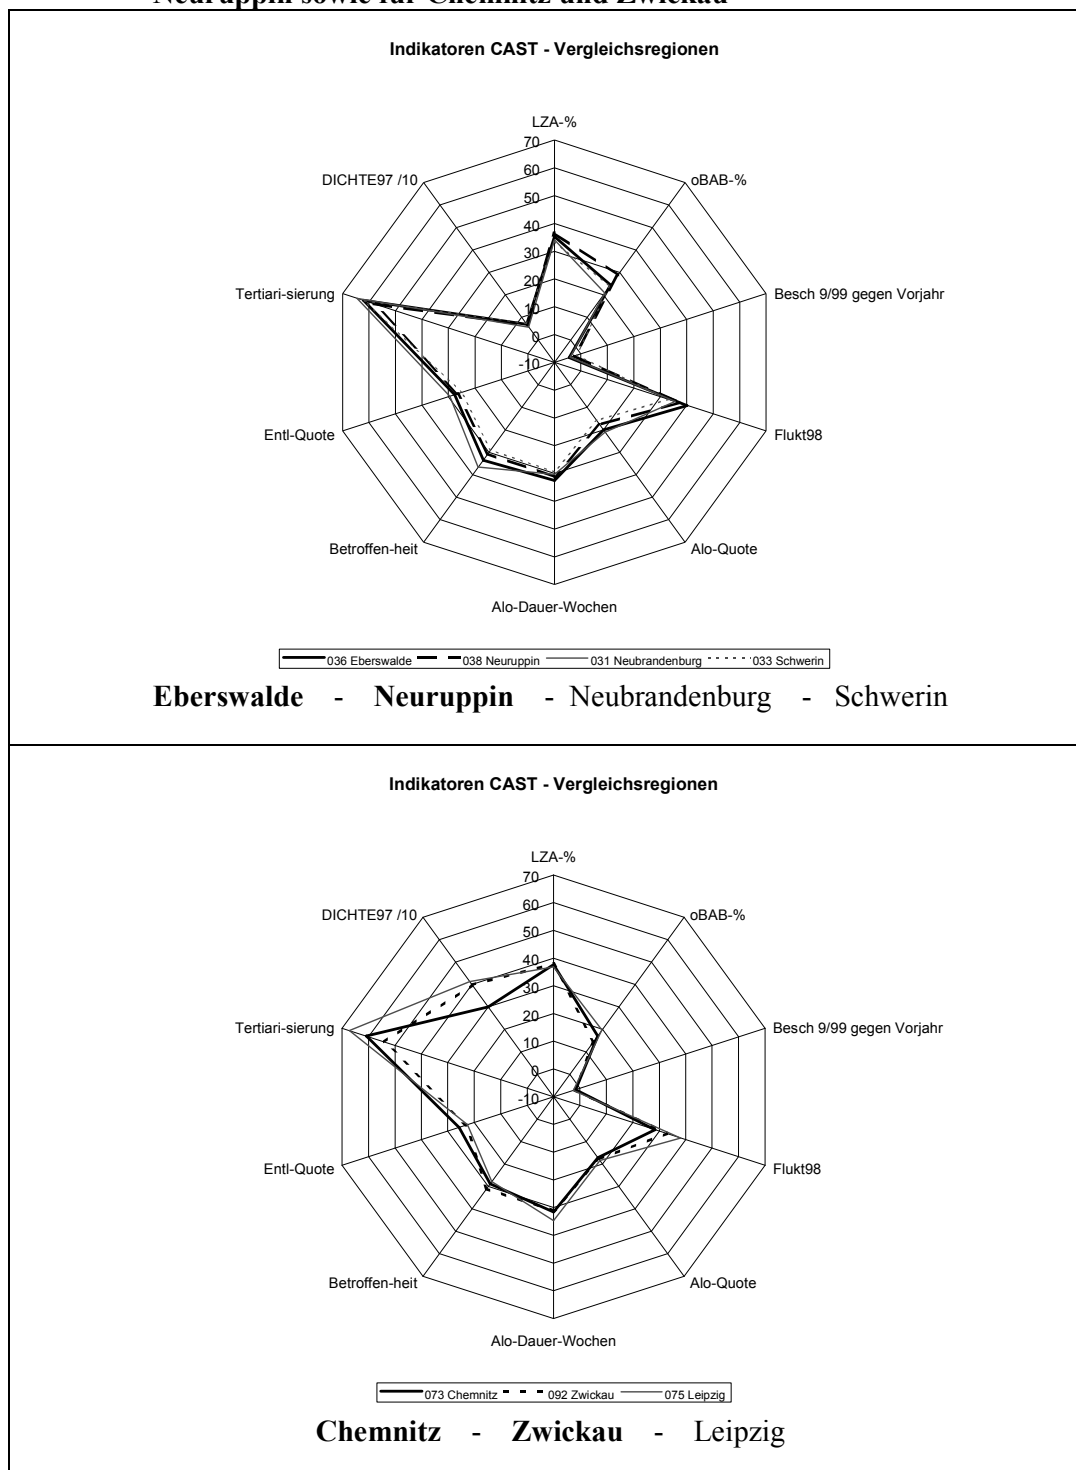 Neuruppin sowie für Chemnitz und Zwickau
Indikatoren CAST - Vergleichsregionen
LZA-%
70
60
50
40
30
20
10
0
-10
DICHTE97 /10
oBAB-%
Tertiari-sierung
Besch 9/99 gegen Vorjahr
Entl-Quote
Flukt98
Betroffen-heit
Alo-Quote
Alo-Dauer-Wochen
036 Eberswalde 038 Neuruppin 031 Neubrandenburg 033 Schwerin
Eberswalde - Neuruppin - Neubrandenburg - Schwerin
Indikatoren CAST - Vergleichsregionen
LZA-%
70
60
50
40
30
20
10
0
-10
DICHTE97 /10
oBAB-%
Tertiari-sierung
Besch 9/99 gegen Vorjahr
Entl-Quote
Flukt98
Betroffen-heit
Alo-Quote
Alo-Dauer-Wochen
073 Chemnitz 092 Zwickau 075 Leipzig
Chemnitz - Zwickau - Leipzig